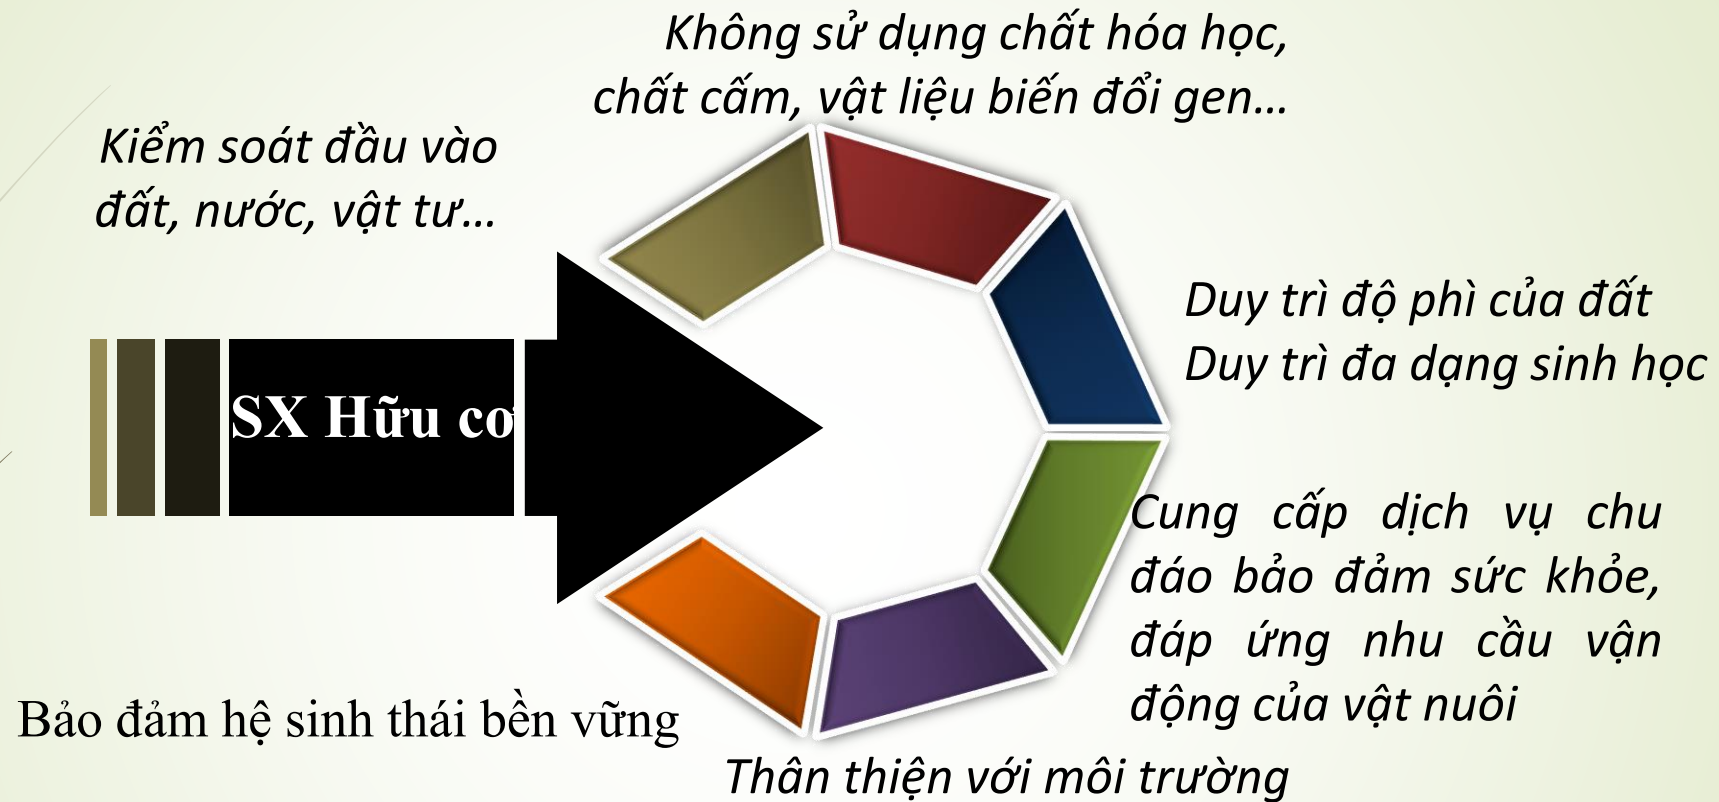 Không sử dụng chất hóa học,
chất cấm, vật liệu biến đổi gen...
Kiểm soát đầu vào
đất, nước, vật tư...
Duy trì độ phì của đất
Duy trì đa dạng sinh học
SX Hữu cơ
Cung cấp dịch vụ chu
đáo bảo đảm sức khỏe,
đáp ứng nhu cầu vận
động của vật nuôi
Bảo đảm hệ sinh thái bền vững
Thân thiện với môi trường